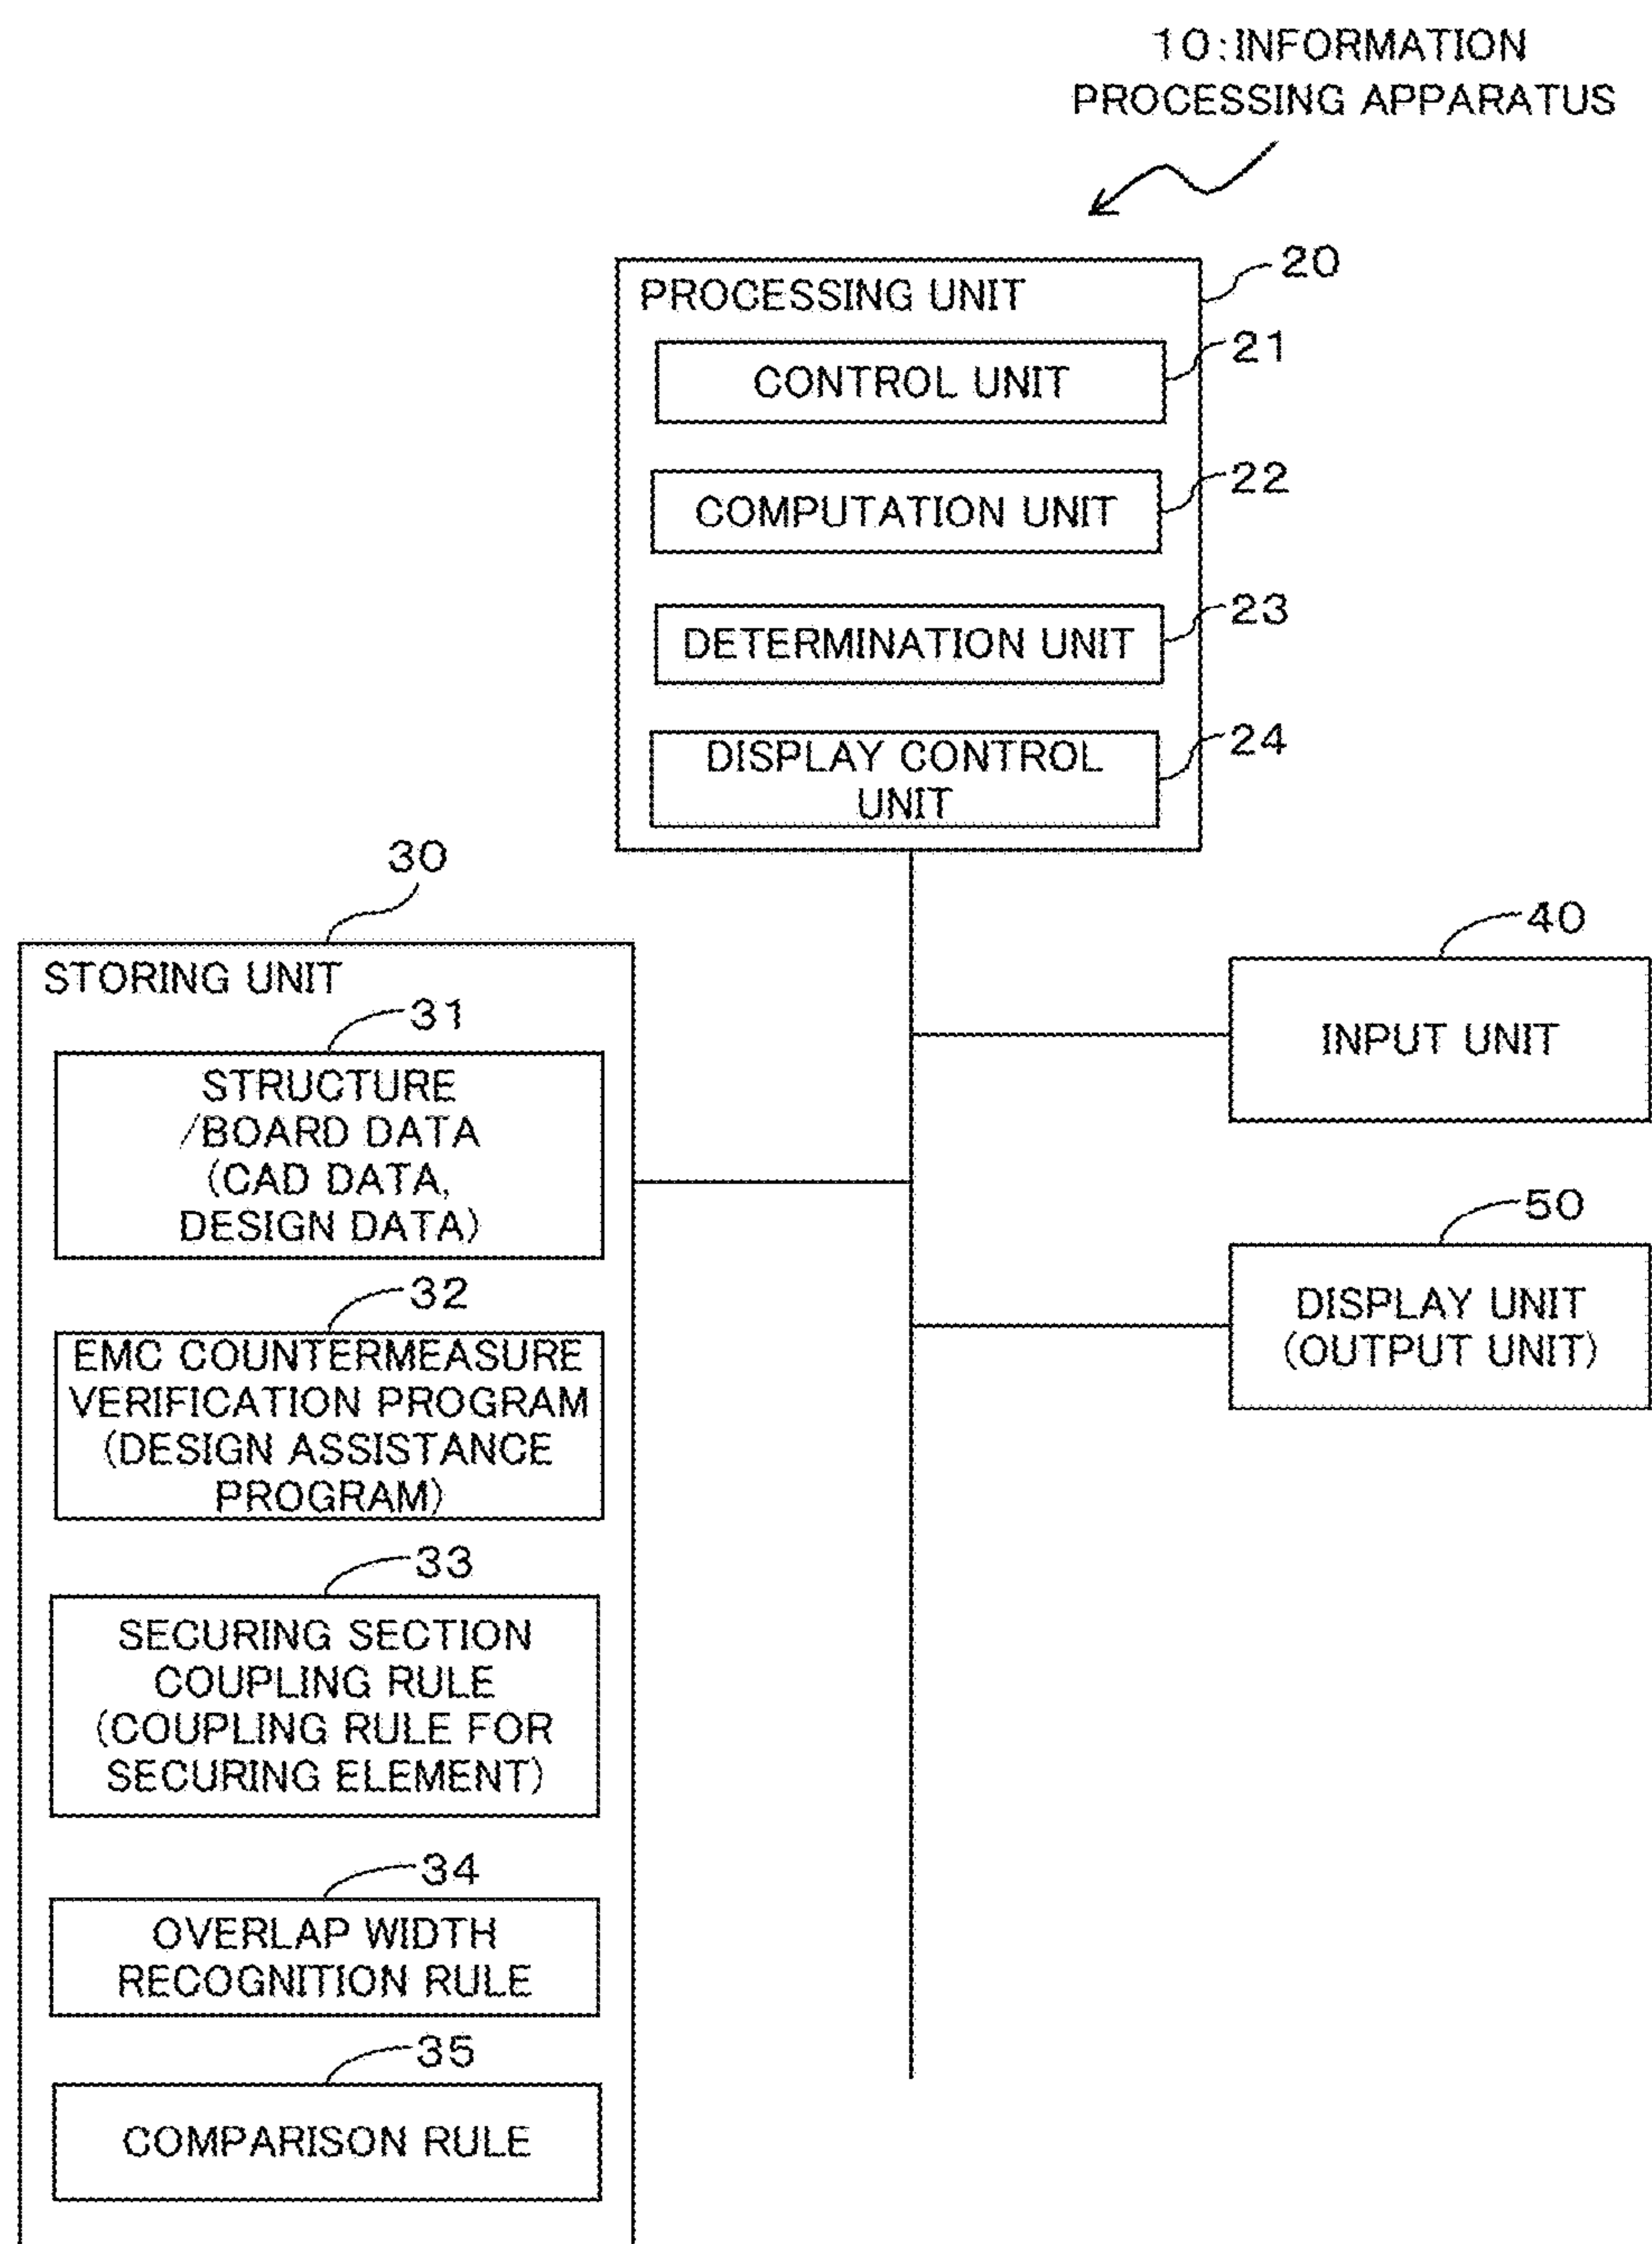 10:INFORMATION
PROCESSING APPARATUS
20
PROCESSING UNIT
21
CONTROL UNIT
22
COMPUTATION UNIT
23
DETERMINATION UNIT
24
DISPLAY CONTROL
UNIT
30
STORING UNIT
31
STRUCTURE
/BOARD DATA
(CAD DATA,
DESIGN DATA)
32
EMC COUNTERMEASURE
VERIFICATION PROGRAM
(DESIGN ASSISTANCE
PROGRAM)
33
SECURING SECTION
COUPLING RULE
(COUPLING RULE FOR
SECURING ELEMENT)
34
OVERLAP WIDTH
RECOGNITION RULE
35
COMPARISON RULE
40
INPUT UNIT
50
DISPLAY UNIT
(OUTPUT UNIT)